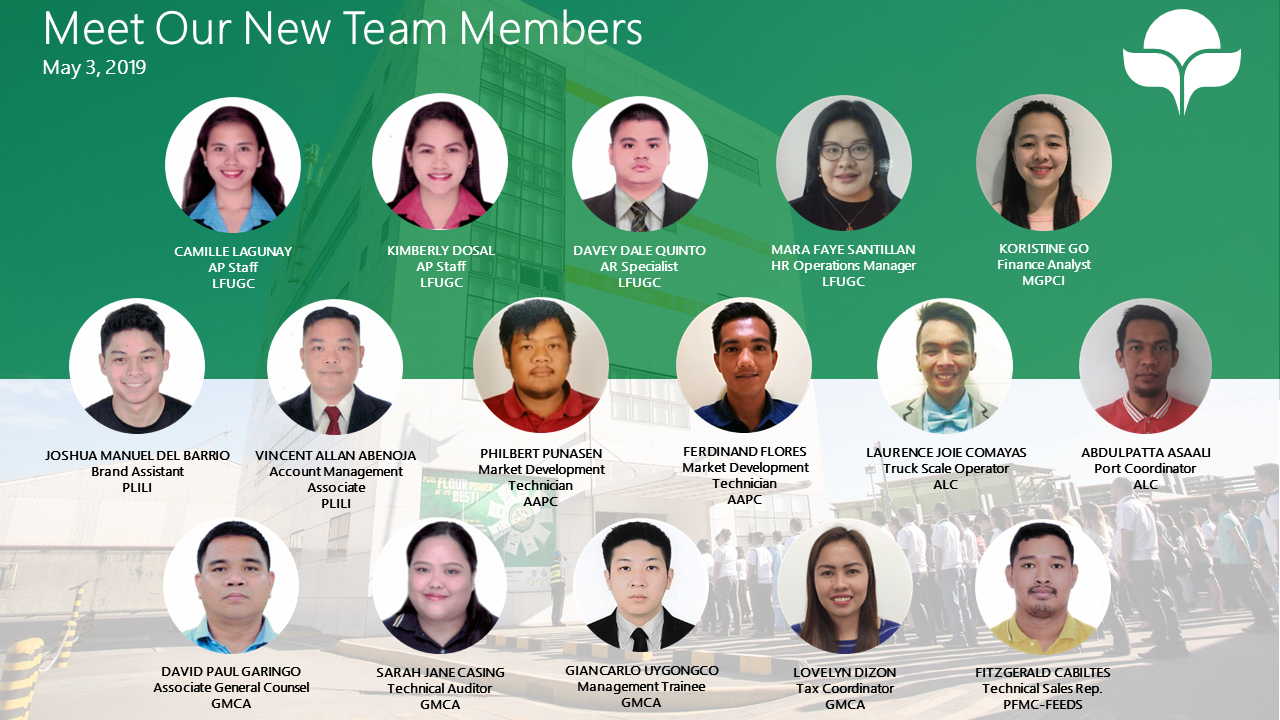 Meet Our New Team Members
May 3, 2019
CAMILLE LAGUNAY
AP Staff
LFUGC
KIMBERLY DOSAL
AP Staff
LFUGC
DAVEY DALE QUINTO
AR Specialist
LFUGC
MARA FAYE SANTILLAN
HR Operations Manager
LFUGC
KORISTINE GO
Finance Analyst
MGPCI
JOSHUA MANUEL DEL BARRIO
Brand Assistant
PLILI
VINCENT ALLAN ABENOJA
Account Management
Associate
PLILI
PHILBERT PUNASEN
Market Development
Technician
AAPC
FERDINAND FLORES
Market Development
Technician
AAPC
LAURENCE JOIE COMAYAS
Truck Scale Operator
ALC
ABDULPATTA ASAALI
Port Coordinator
ALC
FLOUR POWER
AT ITS
BEST!
DAVID PAUL GARINGO
Associate General Counsel
GMCA
SARAH JANE CASING
Technical Auditor
GMCA
GIANCARLO UYGONGCO
Management Trainee
GMCA
LOVELYN DIZON
Tax Coordinator
GMCA
FITZGERALD CABILTES
Technical Sales Rep.
PFMC-FEEDS